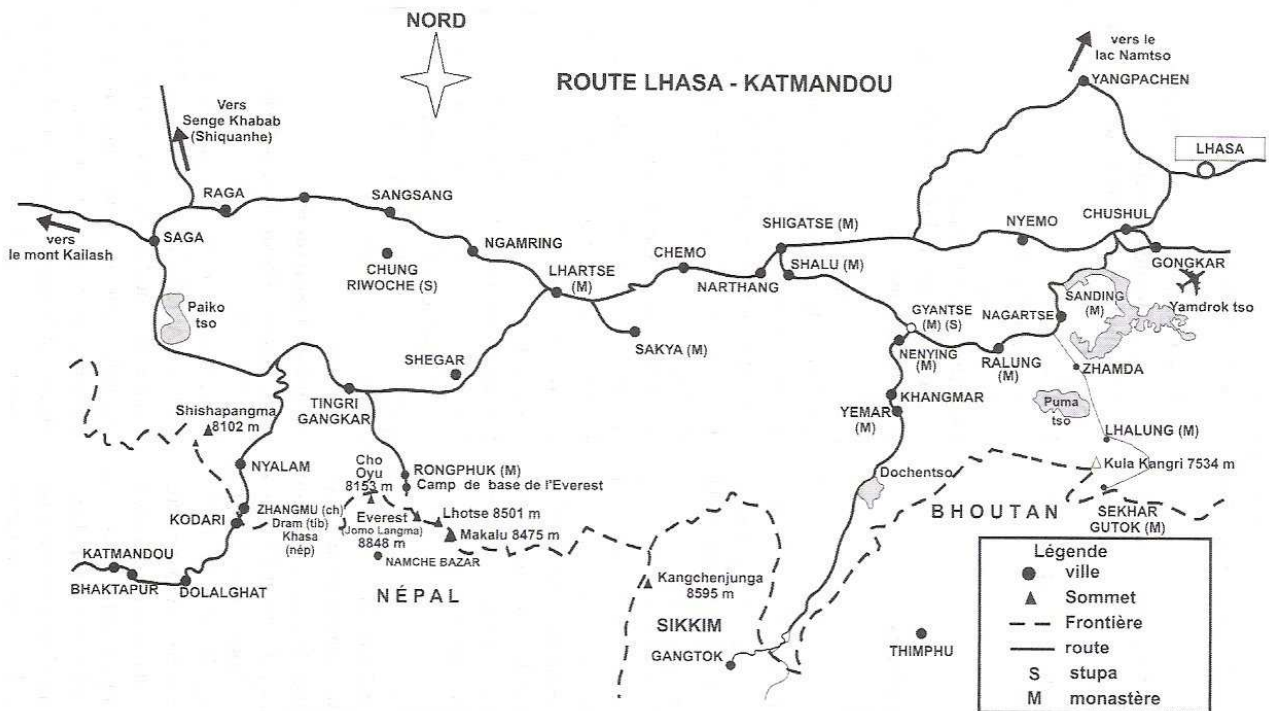 NORD
ROUTE LHASA - KATMANDOU
vers le
lac Namtso
YANGPACHEN
LHASA
Vers
Senge Khabab
(Shiquanhe)
RAGA
SANGSANG
vers
le mont Kailash
SAGA
NGAMRING
CHUNG
RIWOCHE (S)
LHARTSE
(M)
CHEMO
NARTHANG
SHIGATSE (M)
SHALU (M)
NYEMO
CHUSHUL
GONGKAR
Paiko
tso
SHEGAR
SAKYA (M)
GYANTSE
(M) (S)
NENYING
(M)
RALUNG
(M)
NAGARTSE
SANDING
(M)
Yamdrok tso
ZHAMDA
TINGRI
GANGKAR
KHANGMAR
YEMAR
(M)
Puma
tso
LHALUNG (M)
Shishapangma
8102 m
NYALAM
Cho
Oyu
8153 m
RONGPHUK (M)
Camp de base de l'Everest
Dochentso
Kula Kangri 7534 m
KODARI
ZHANGMU (ch)
Dram (tib)
Khasa
(nép)
Everest
(Jomo Langma)
8848 m
Lhotse 8501 m
Makalu 8475 m
NAMCHE BAZAR
BHOUTAN
SEKHAR
GUTOK (M)
KATMANDOU
BHAKTAPUR
DOLALGHAT
NÉPAL
Kangchenjunga
8595 m
SIKKIM
GANGTOK
THIMPHU
Légende
ville
Sommet
Frontière
route
S stupa
M monastère